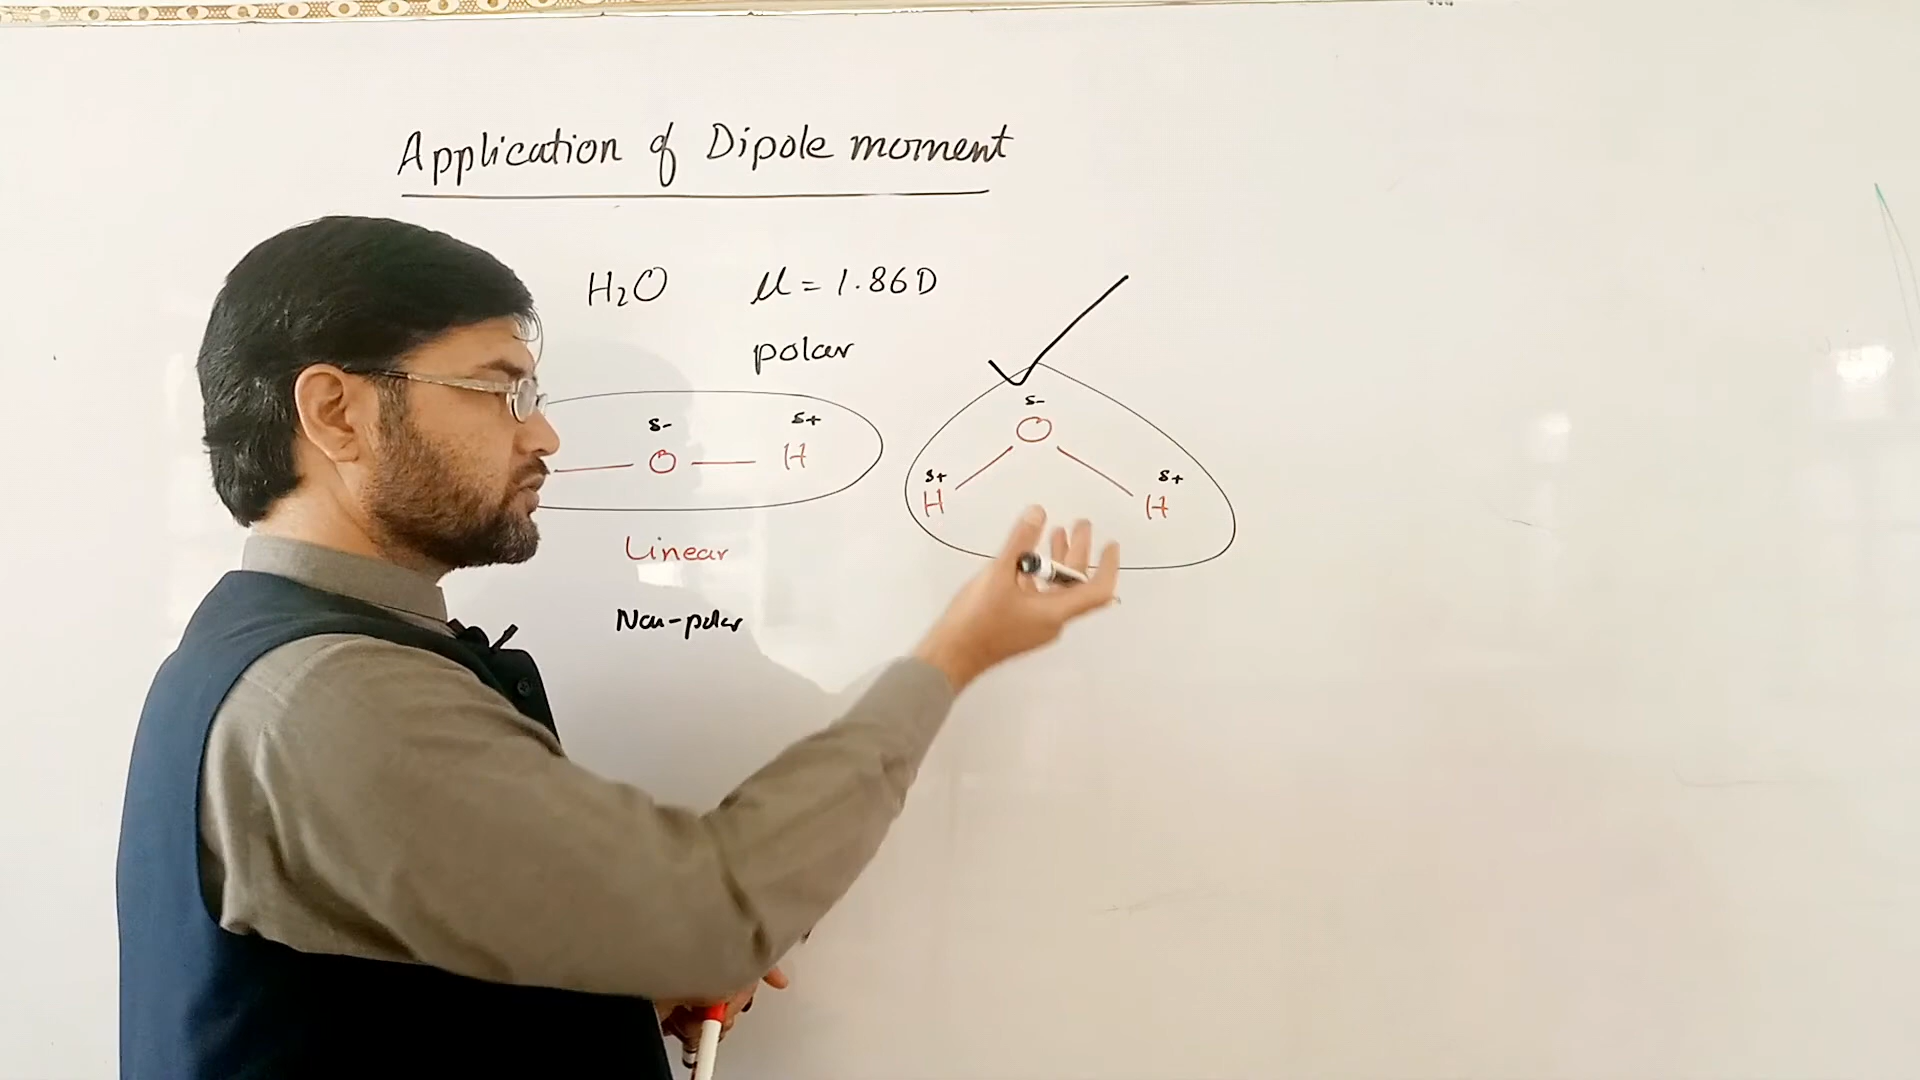 Application of Dipole moment
H₂O μ = 1.86D
polar
δ- δ+
O — H
δ-
O
δ+ δ+
H H
Linear
Non-polar